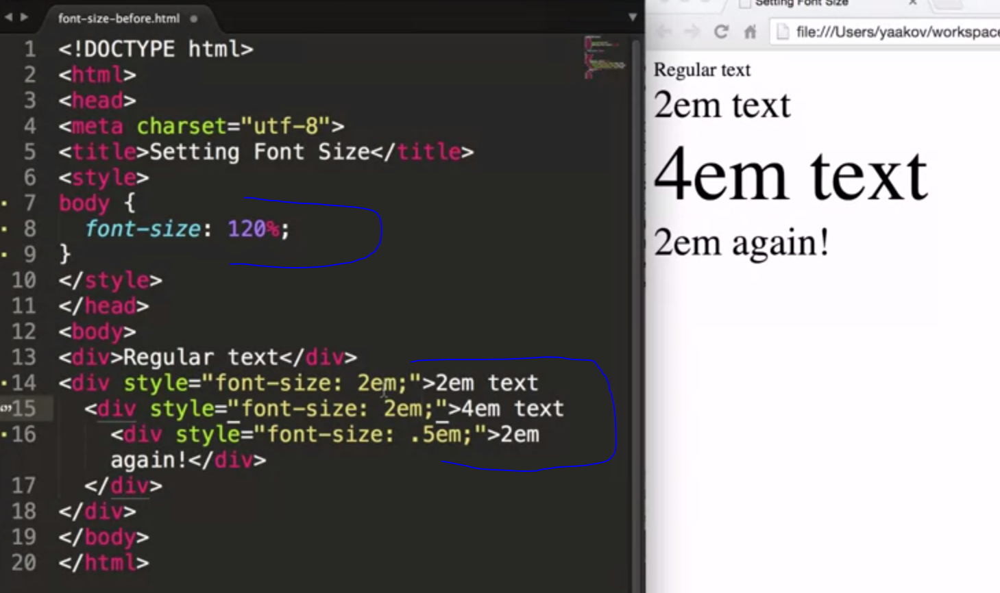 font-size-before.html
1 <!DOCTYPE html>
2 <html>
3 <head>
4 <meta charset="utf-8">
5 <title>Setting Font Size</title>
6 <style>
7 body {
8 font-size: 120%;
9 }
10 </style>
11 </head>
12 <body>
13 <div>Regular text</div>
14 <div style="font-size: 2em;">2em text
15 <div style="font-size: 2em;">4em text
16 <div style="font-size: .5em;">2em
again!</div>
17 </div>
18 </div>
19 </body>
20 </html>
Setting Font Size
file:///Users/yaakov/workspace
Regular text
2em text
4em text
2em again!